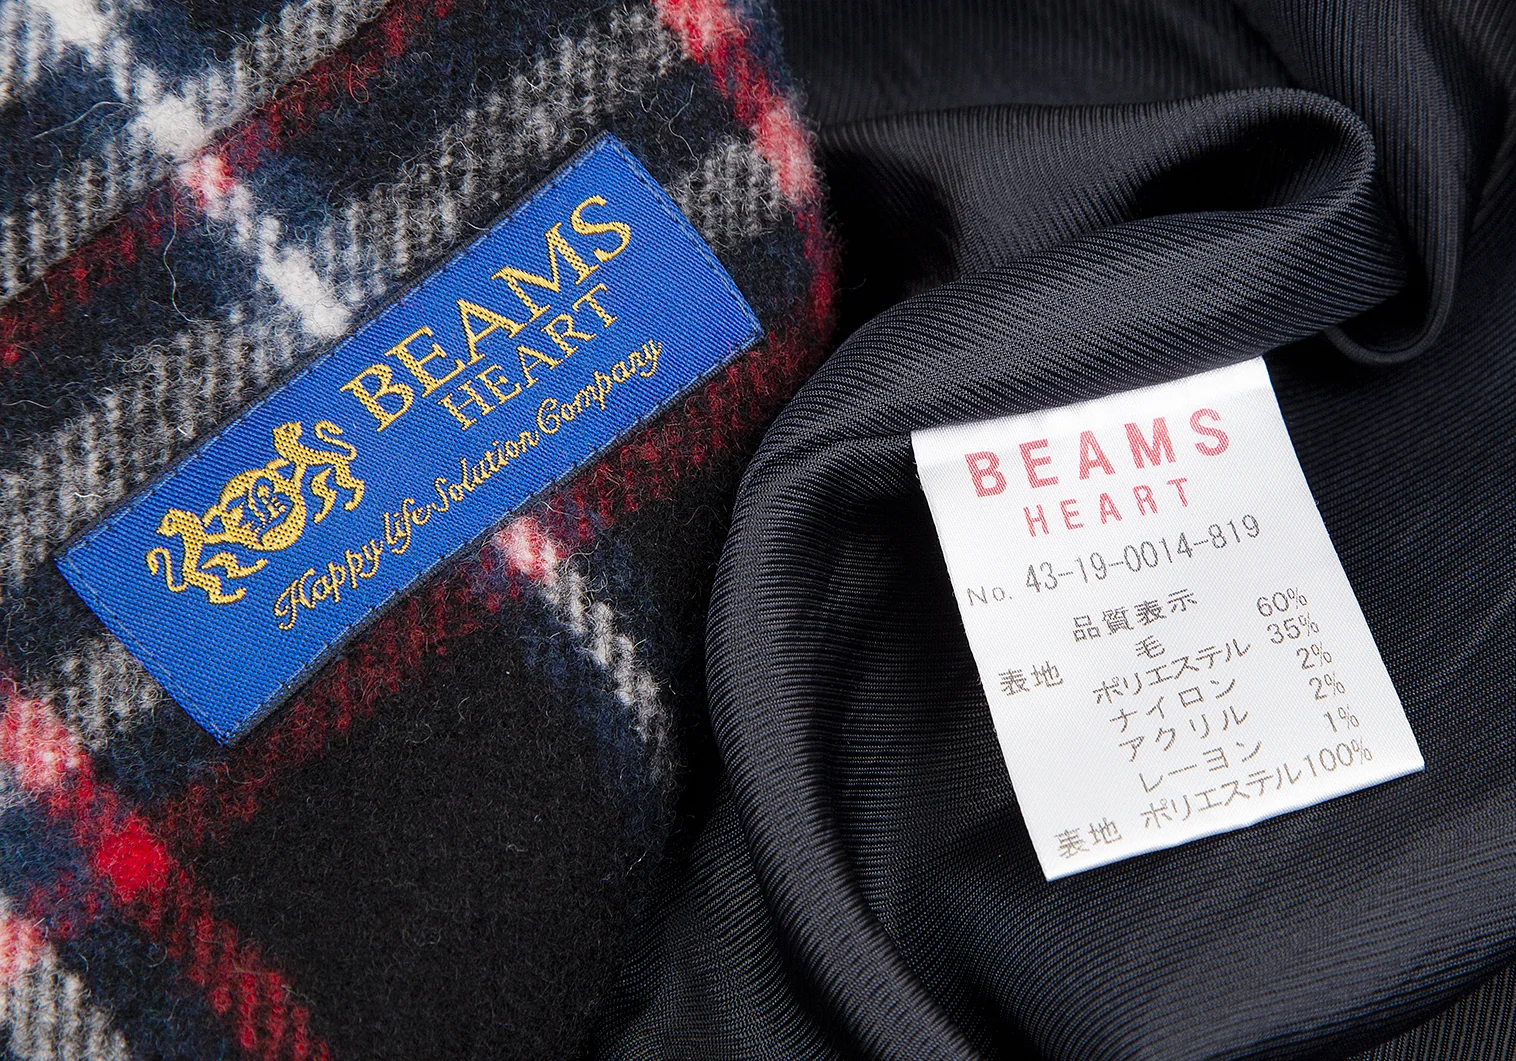 BEAMS
HEART
Happy life Solution Company
BEAMS
HEART
No. 43-19-0014-819
品質表示
表地 毛 60%
ポリエステル 35%
ナイロン 2%
アクリル 2%
レーヨン 1%
表地 ポリエステル100%